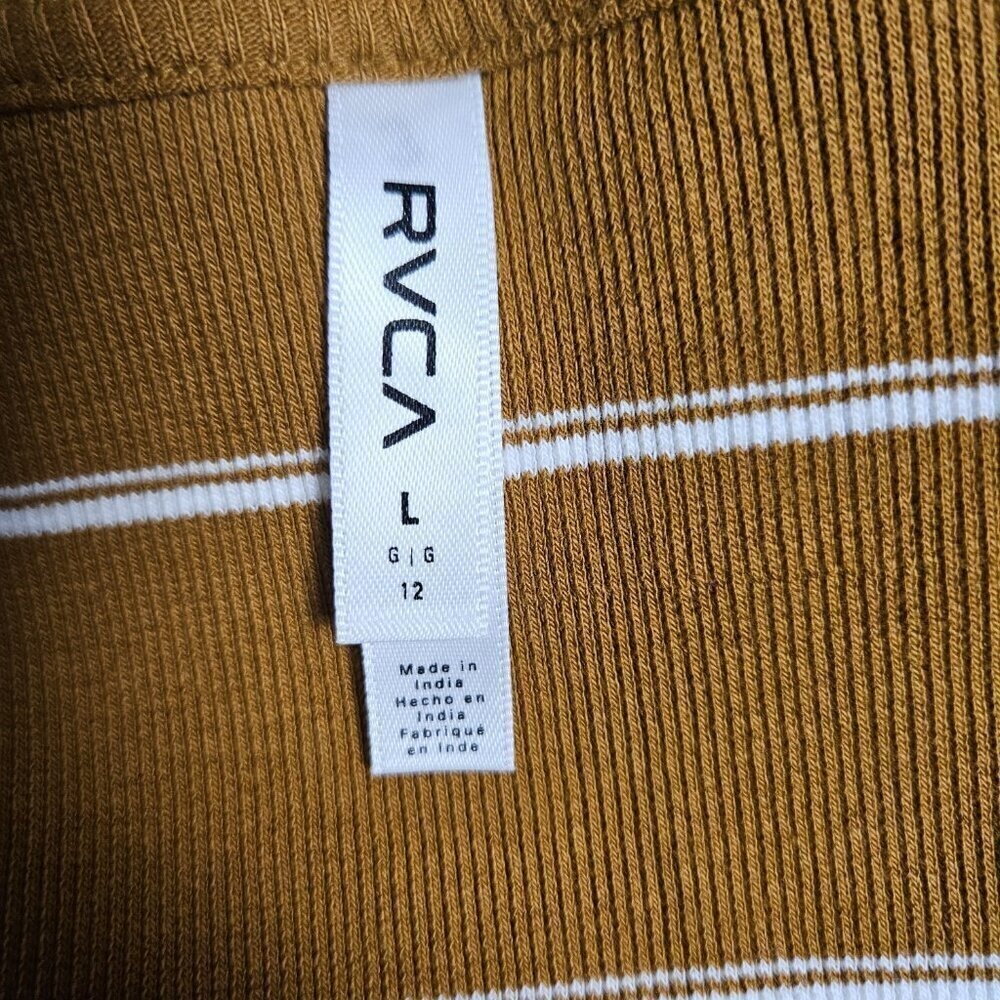 RVCA
L
G | G
12
Made in
India
Hecho en
India
Fabriqué
en Inde